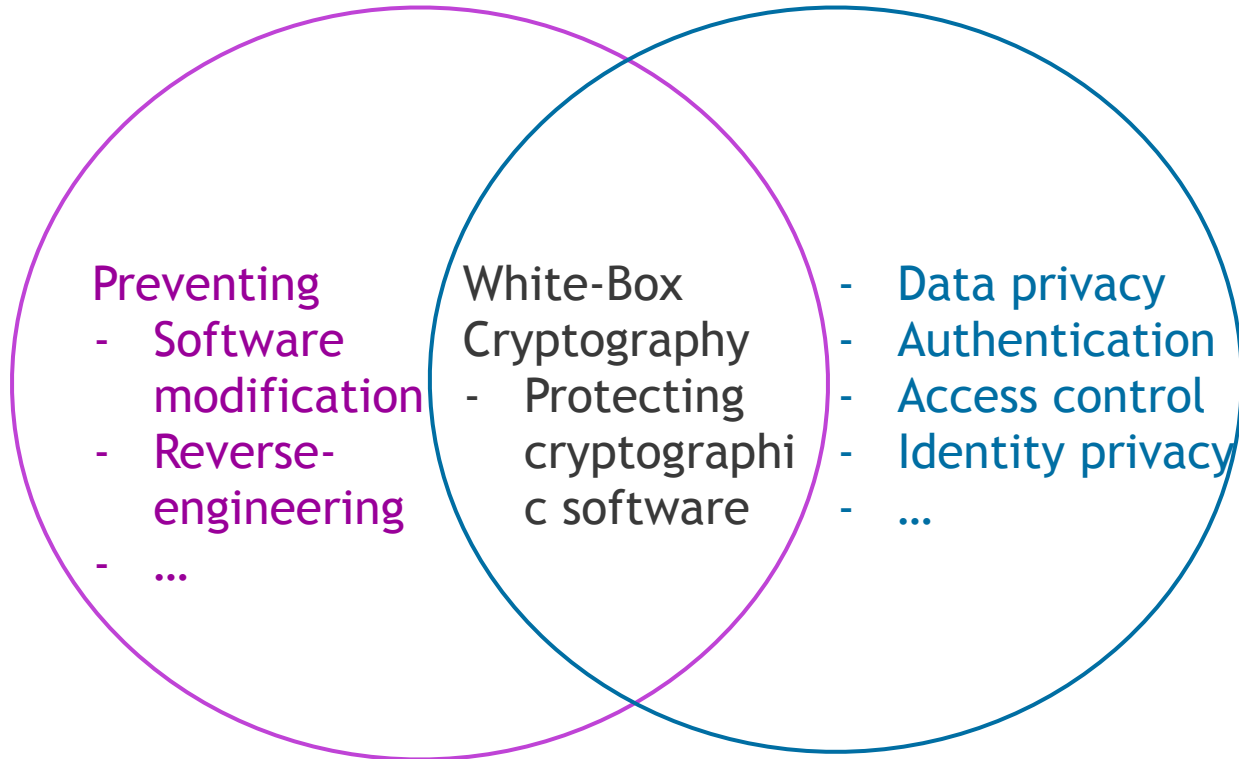 Preventing
- Software
modification
- Reverse-
engineering
- …
White-Box
Cryptography
- Protecting
cryptographi
c software
- Data privacy
- Authentication
- Access control
- Identity privacy
- …